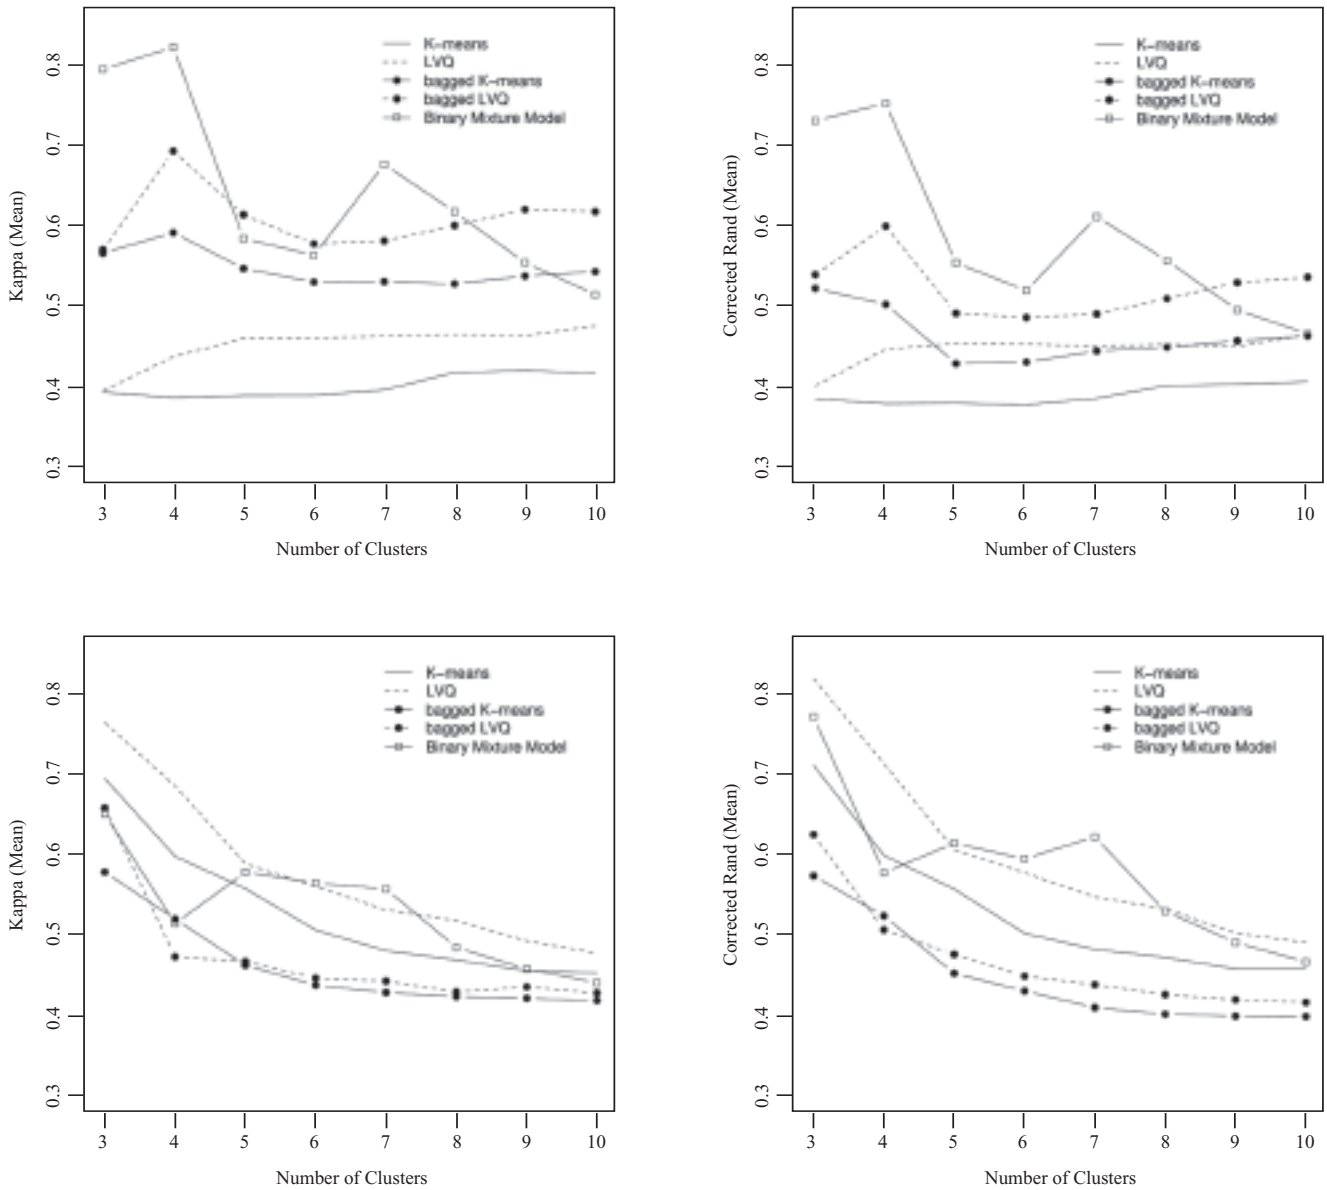 Kappa (Mean)
0.8
0.7
0.6
0.5
0.4
0.3
K-means
LVQ
bagged K-means
bagged LVQ
Binary Mixture Model
3 4 5 6 7 8 9 10
Number of Clusters
Corrected Rand (Mean)
0.8
0.7
0.6
0.5
0.4
0.3
K-means
LVQ
bagged K-means
bagged LVQ
Binary Mixture Model
3 4 5 6 7 8 9 10
Number of Clusters
Kappa (Mean)
0.8
0.7
0.6
0.5
0.4
0.3
K-means
LVQ
bagged K-means
bagged LVQ
Binary Mixture Model
3 4 5 6 7 8 9 10
Number of Clusters
Corrected Rand (Mean)
0.8
0.7
0.6
0.5
0.4
0.3
K-means
LVQ
bagged K-means
bagged LVQ
Binary Mixture Model
3 4 5 6 7 8 9 10
Number of Clusters